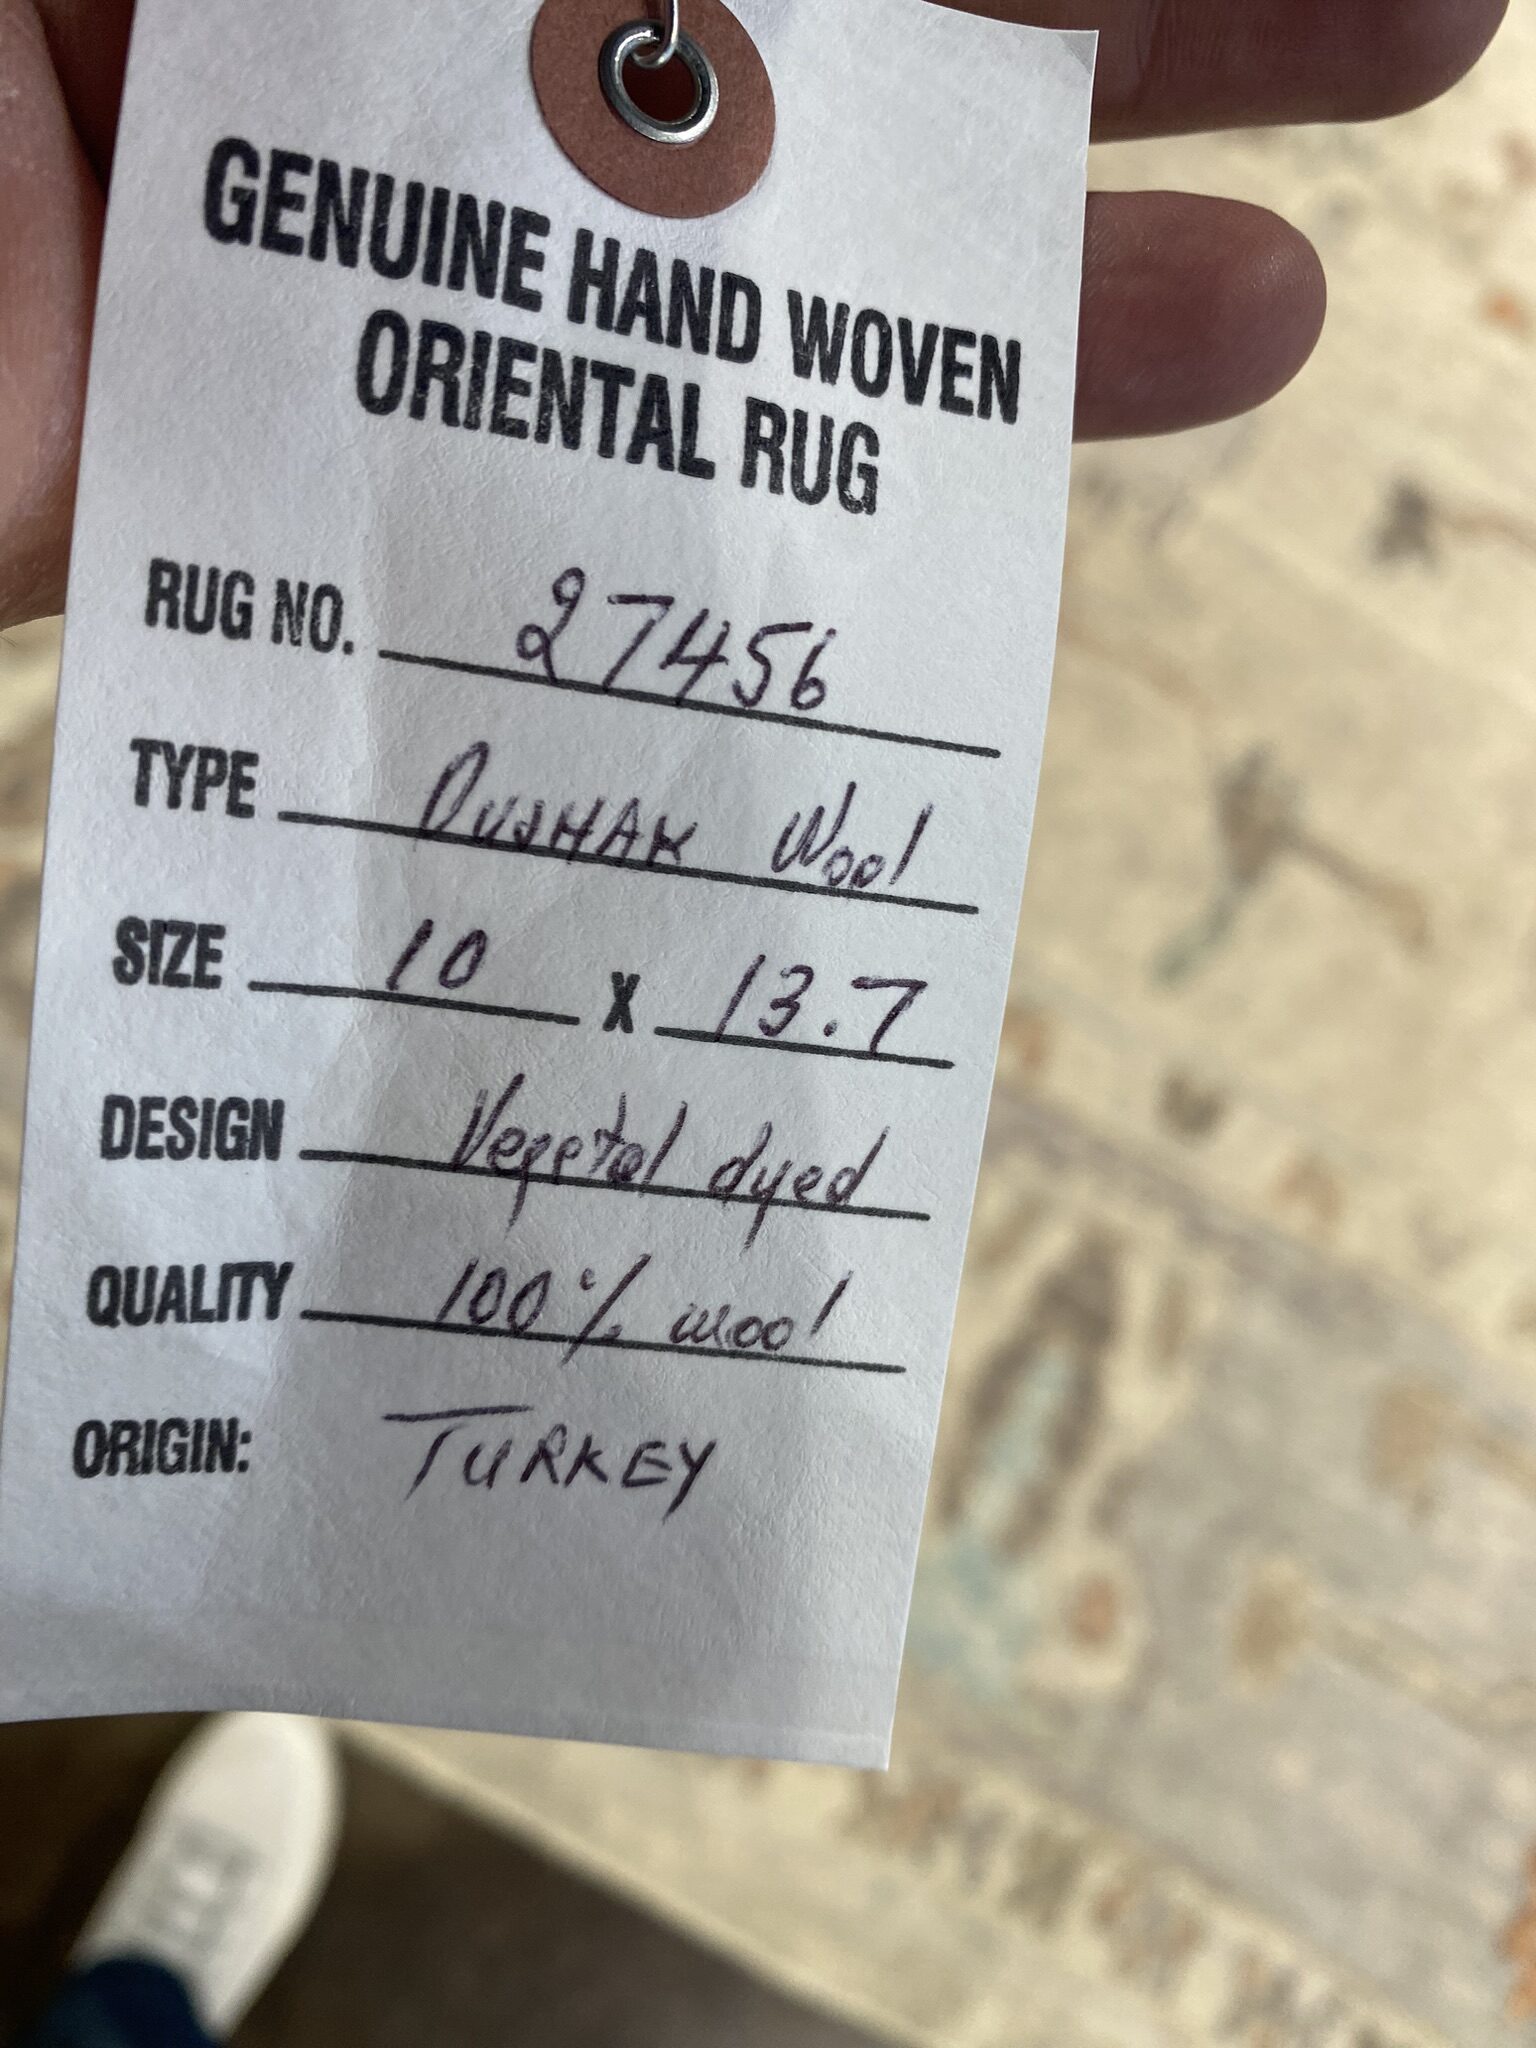 GENUINE HAND WOVEN
ORIENTAL RUG
RUG NO. 27456
TYPE OUSHAK Wool
SIZE 10 X 13.7
DESIGN Vegetal dyed
QUALITY 100% wool
ORIGIN: TURKEY